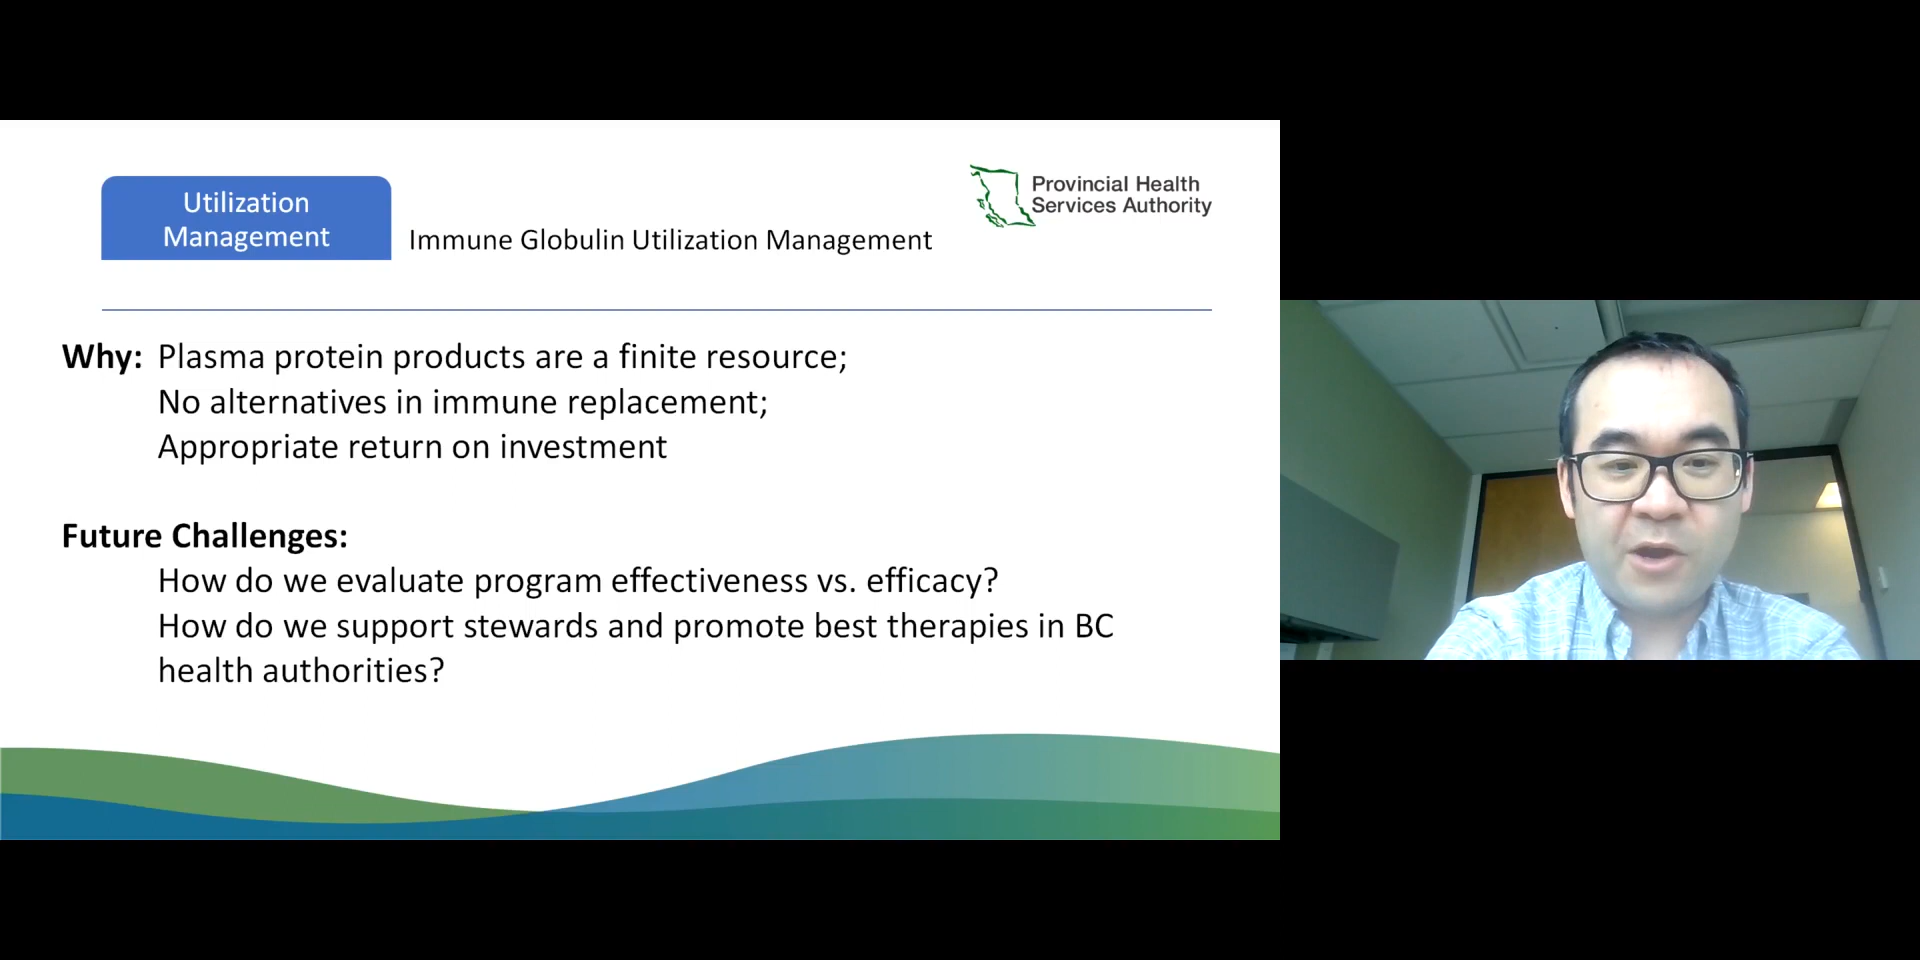 Utilization
Management
Immune Globulin Utilization Management
Provincial Health
Services Authority
Why: Plasma protein products are a finite resource;
No alternatives in immune replacement;
Appropriate return on investment
Future Challenges:
How do we evaluate program effectiveness vs. efficacy?
How do we support stewards and promote best therapies in BC
health authorities?